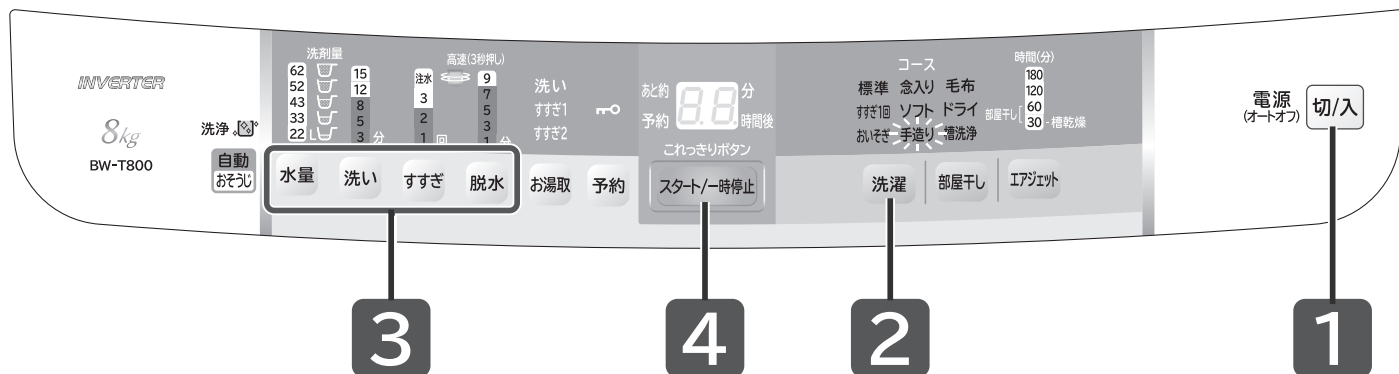 INVERTER
8kg
BW-T800
洗浄
自動
おそうじ
洗剤量
62
52
43
33
22 L
15
12
8
5
3 分
注水
3
2
1 回
高速(3秒押し)
9
7
5
3
1 分
洗い
すすぎ1
すすぎ2
あと約 88 分
予約 時間後
これっきりボタン
コース
標準 念入り 毛布
すすぎ1回 ソフト ドライ
おいそぎ 手造り 槽洗浄
時間(分)
180
120
部屋干し 60
30 - 槽乾燥
電源
(オートオフ)
切/入
水量 洗い すすぎ 脱水 お湯取 予約 スタート/一時停止 洗濯 部屋干し エアジェット
3 4 2 1